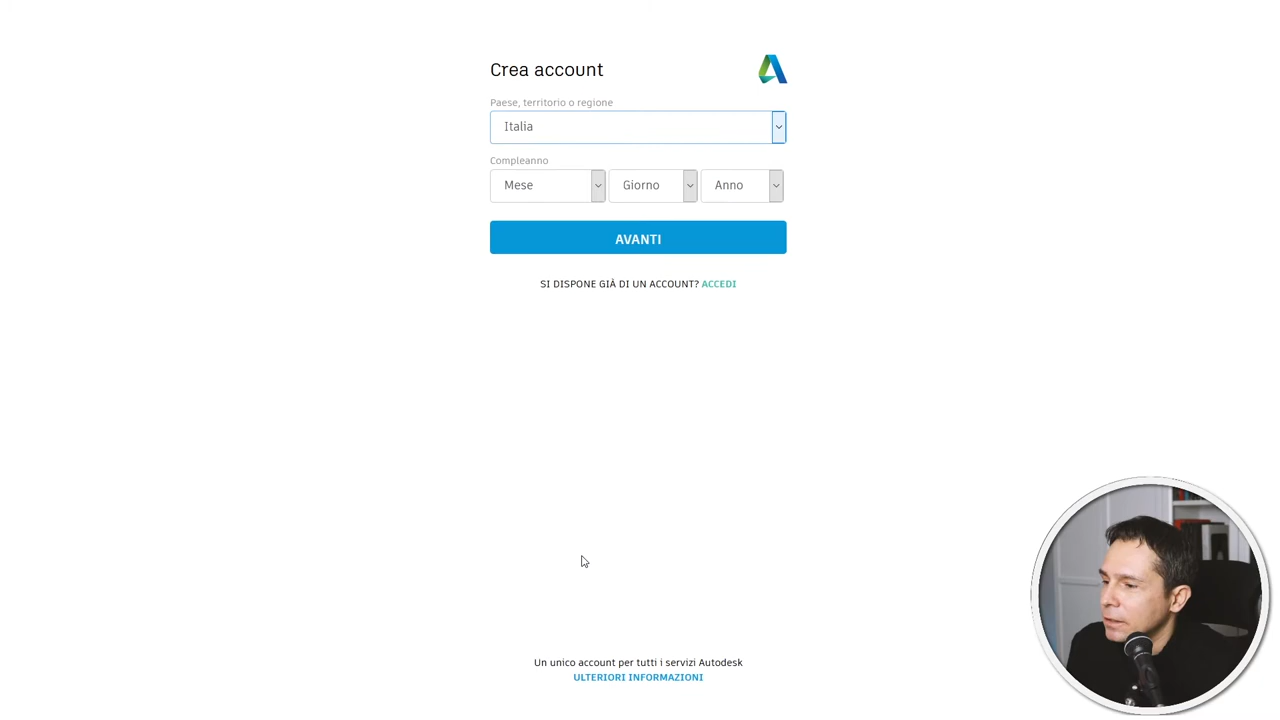 Crea account
Paese, territorio o regione
Italia
Compleanno
Mese Giorno Anno
AVANTI
SI DISPONE GIÀ DI UN ACCOUNT? ACCEDI
Un unico account per tutti i servizi Autodesk
ULTERIORI INFORMAZIONI